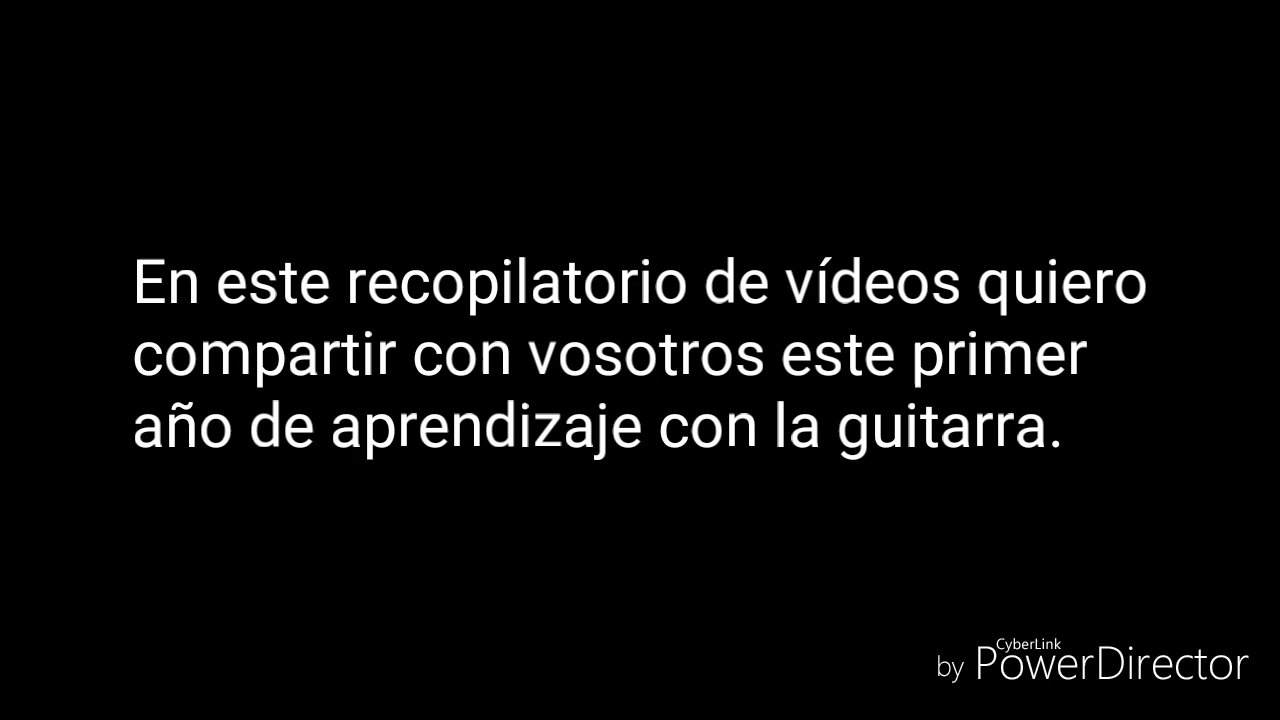 En este recopilatorio de vídeos quiero
compartir con vosotros este primer
año de aprendizaje con la guitarra.
by CyberLink PowerDirector